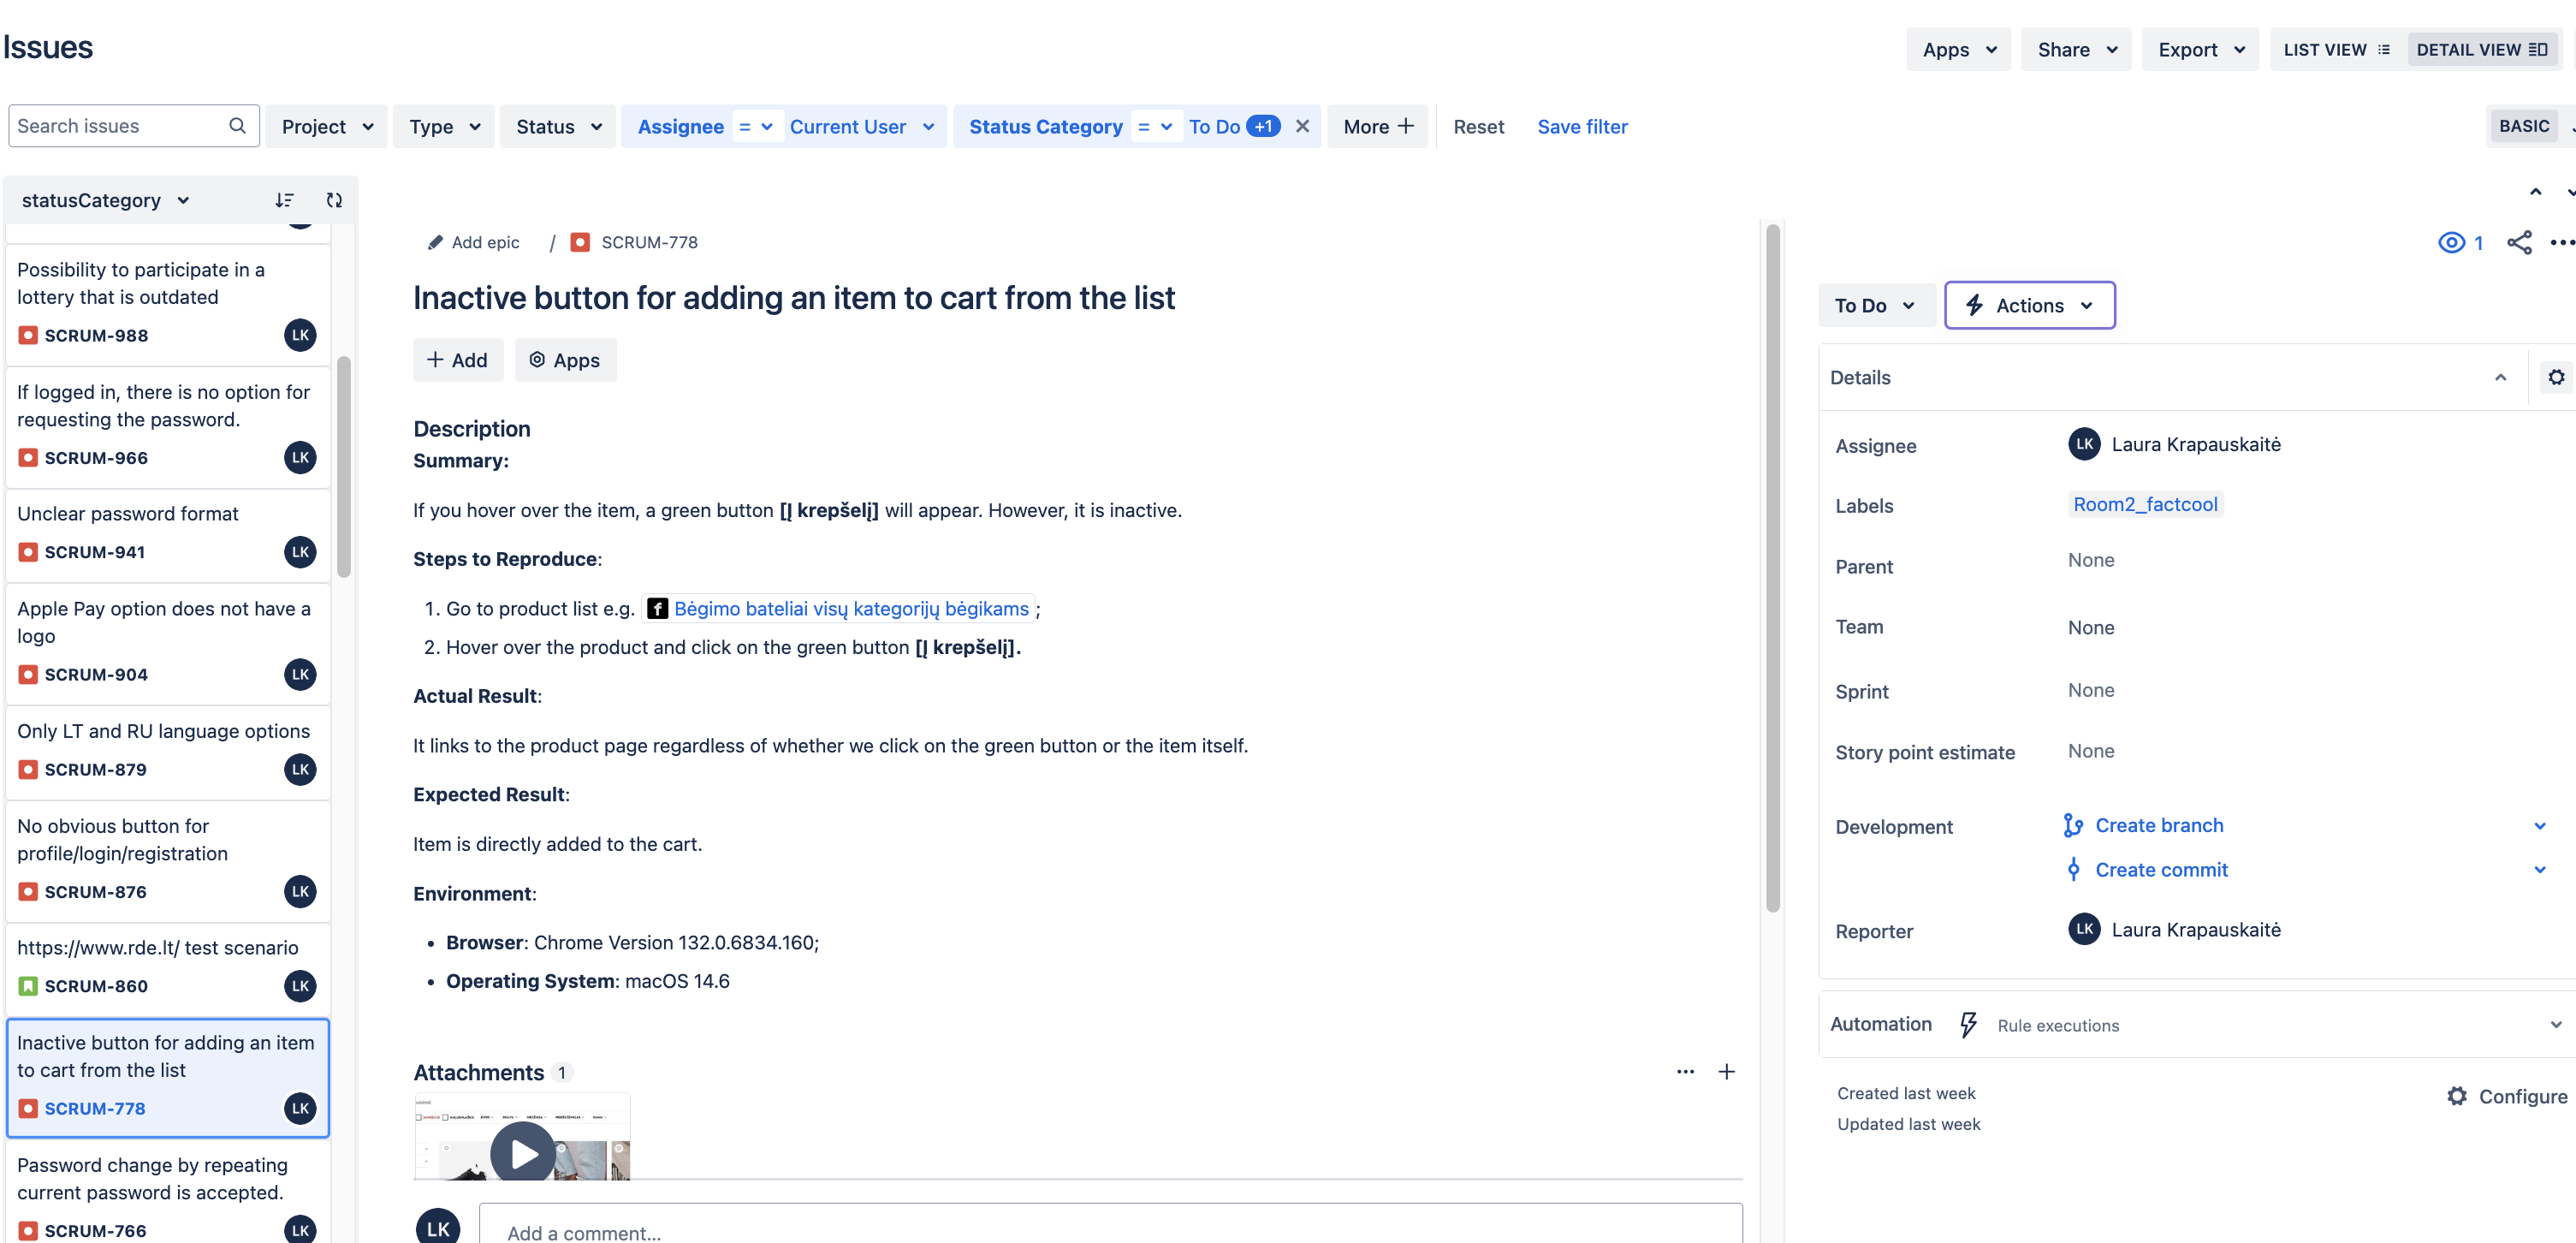 Issues
Apps
Share
Export
LIST VIEW
DETAIL VIEW
Search issues
Project
Type
Status
Assignee = Current User
Status Category = To Do +1
More
Reset
Save filter
BASIC
statusCategory
Possibility to participate in a
lottery that is outdated
SCRUM-988
LK
If logged in, there is no option for
requesting the password.
SCRUM-966
LK
Unclear password format
SCRUM-941
LK
Apple Pay option does not have a
logo
SCRUM-904
LK
Only LT and RU language options
SCRUM-879
LK
No obvious button for
profile/login/registration
SCRUM-876
LK
https://www.rde.lt/ test scenario
SCRUM-860
LK
Inactive button for adding an item
to cart from the list
SCRUM-778
LK
Password change by repeating
current password is accepted.
SCRUM-766
LK
Add epic / SCRUM-778
Inactive button for adding an item to cart from the list
Add
Apps
Description
Summary:
If you hover over the item, a green button [Į krepšelį] will appear. However, it is inactive.
Steps to Reproduce:
1. Go to product list e.g. f Bėgimo bateliai visų kategorijų bėgikams ;
2. Hover over the product and click on the green button [Į krepšelį].
Actual Result:
It links to the product page regardless of whether we click on the green button or the item itself.
Expected Result:
Item is directly added to the cart.
Environment:
• Browser: Chrome Version 132.0.6834.160;
• Operating System: macOS 14.6
Attachments 1
LK
Add a comment...
1
To Do
Actions
Details
Assignee
LK Laura Krapauskaitė
Labels
Room2_factcool
Parent
None
Team
None
Sprint
None
Story point estimate
None
Development
Create branch
Create commit
Reporter
LK Laura Krapauskaitė
Automation
Rule executions
Created last week
Updated last week
Configure